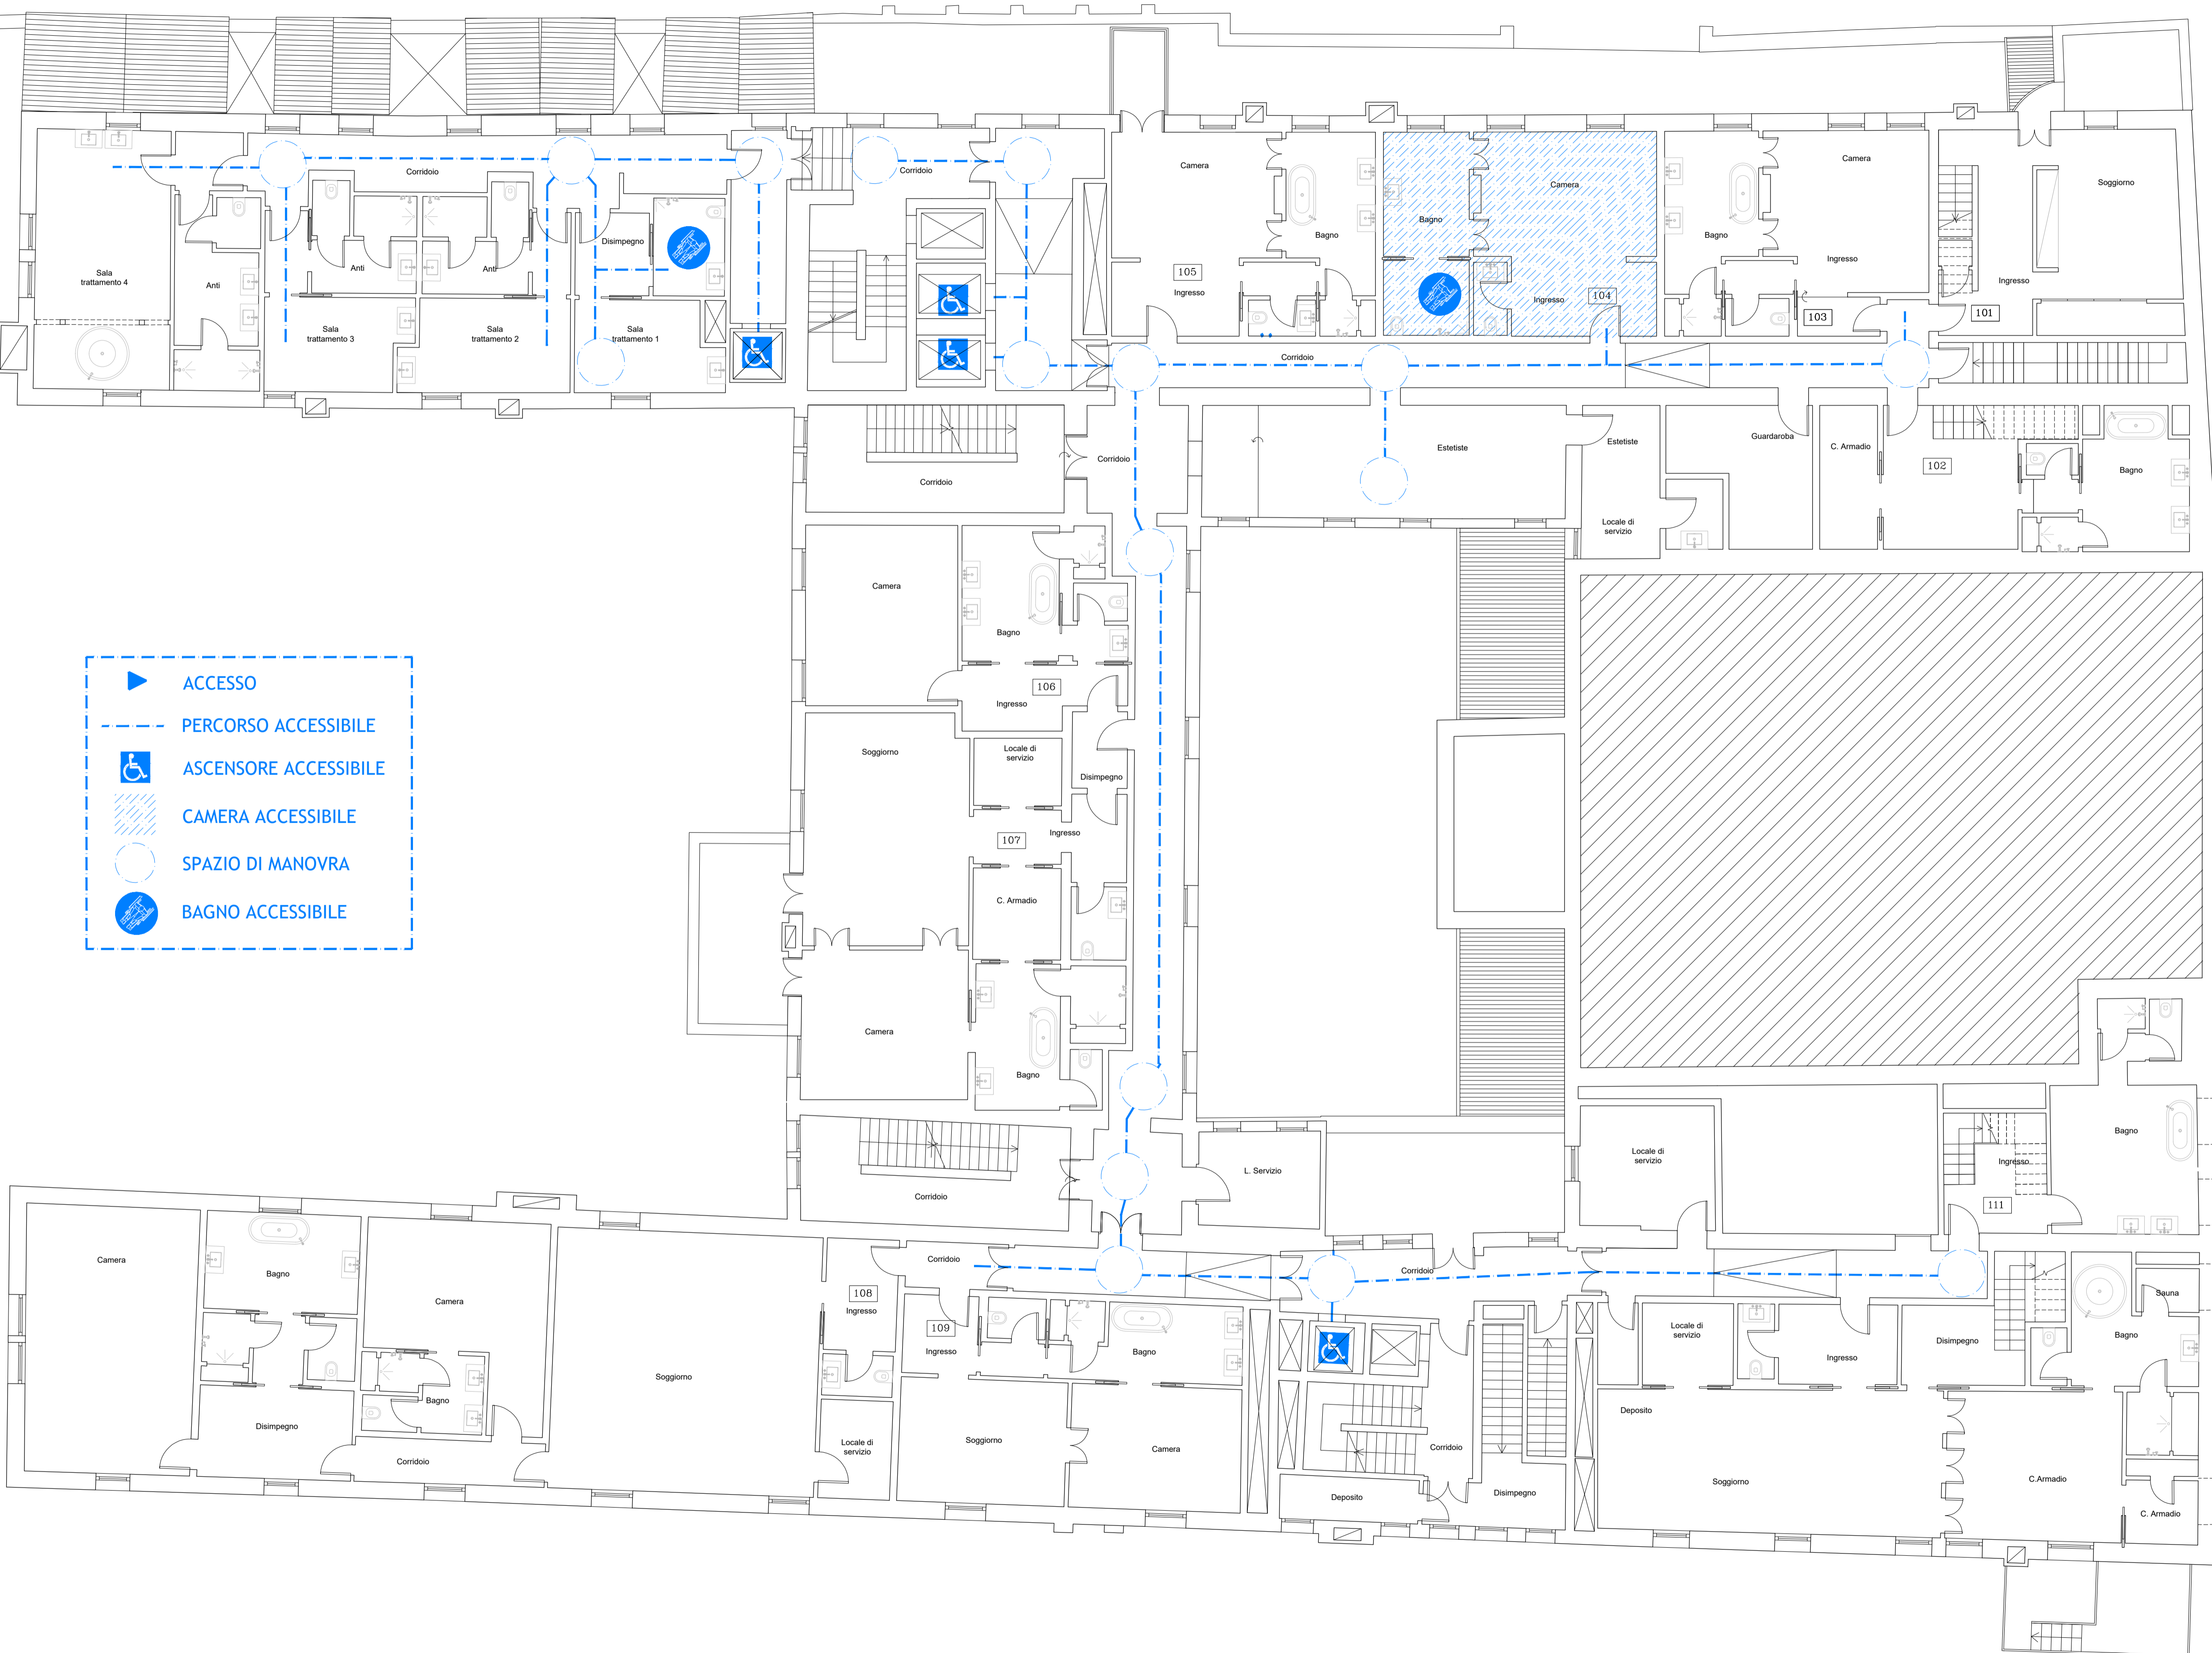 Corridoio
Corridoio
Camera
Bagno
Camera
Bagno
Camera
Soggiorno
Disimpegno
Bagno
Anti
Anti
Anti
Sala
trattamento 4
105
Ingresso
Ingresso
104
Ingresso
103
Ingresso
101
Sala
trattamento 3
Sala
trattamento 2
Sala
trattamento 1
Corridoio
Corridoio
Corridoio
Estetiste
Estetiste
Guardaroba
C. Armadio
102
Bagno
Locale di
servizio
Camera
Bagno
106
Ingresso
Soggiorno
Locale di
servizio
Disimpegno
107
Ingresso
C. Armadio
Camera
Bagno
ACCESSO
PERCORSO ACCESSIBILE
ASCENSORE ACCESSIBILE
CAMERA ACCESSIBILE
SPAZIO DI MANOVRA
BAGNO ACCESSIBILE
Corridoio
L. Servizio
Locale di
servizio
Ingresso
111
Bagno
Camera
Bagno
Camera
Bagno
Disimpegno
Corridoio
Soggiorno
108
Ingresso
Corridoio
109
Ingresso
Bagno
Locale di
servizio
Soggiorno
Camera
Corridoio
Corridoio
Deposito
Disimpegno
Locale di
servizio
Ingresso
Disimpegno
Sauna
Bagno
Deposito
Soggiorno
C.Armadio
C. Armadio